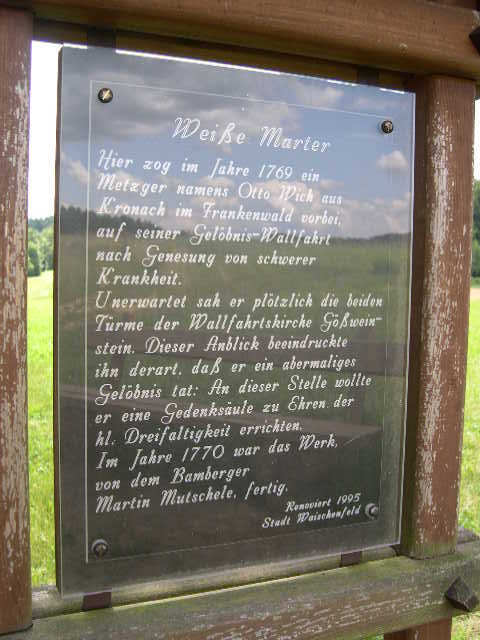 Weiße Marter
Hier zog im Jahre 1769 ein
Metzger namens Otto Wich aus
Kronach im Frankenwald vorbei,
auf seiner Gelöbnis-Wallfahrt
nach Genesung von schwerer
Krankheit.
Unerwartet sah er plötzlich die beiden
Türme der Wallfahrtskirche Gößwein-
stein. Dieser Anblick beeindruckte
ihn derart, daß er ein abermaliges
Gelöbnis tat: An dieser Stelle wollte
er eine Gedenksäule zu Ehren der
hl. Dreifaltigkeit errichten.
Im Jahre 1770 war das Werk,
von dem Bamberger
Martin Mutschele, fertig.
Renoviert 1995
Stadt Waischenfeld